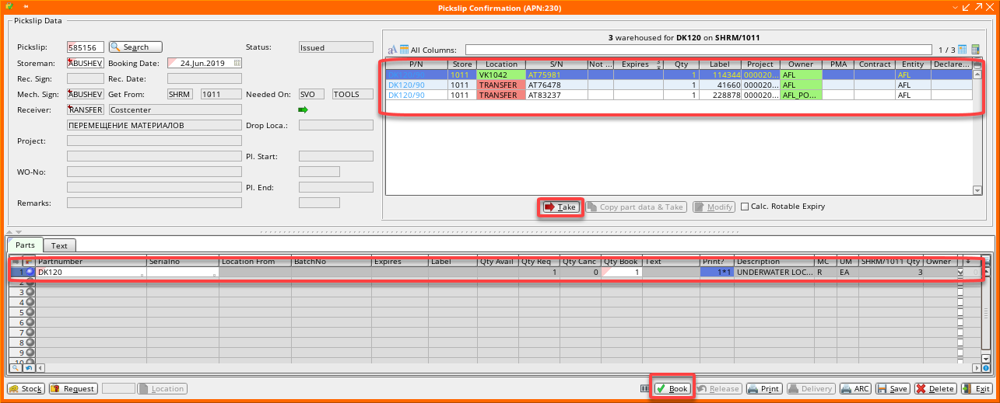 Pickslip Confirmation (APN:230)
Pickslip Data
Pickslip: 585156 Search Status: Issued
Storeman: ABUSHEV Booking Date: 24.Jun.2019
Rec. Sign: Rec. Date:
Mech. Sign: ABUSHEV Get From: SHRM 1011 Needed On: SVO TOOLS
Receiver: RANSFER Costcenter
ПЕРЕМЕЩЕНИЕ МАТЕРИАЛОВ Drop Loca.:
Project:
Pl. Start:
WO-No:
Pl. End:
Remarks:
3 warehoused for DK120 on SHRM/1011
All Columns: 1 / 3
P/N Store Location S/N Not ... Expires Qty Label Project Owner PMA Contract Entity Declare...
1011 VK1042 AT75981 1 114344 000020... AFL AFL
DK120/90 1011 TRANSFER AT76478 1 41660 000020... AFL AFL
DK120/90 1011 TRANSFER AT83237 1 228878 000020... AFL_PO... AFL
Take Copy part data & Take Modify Calc. Rotable Expiry
Parts Text
Partnumber Serialno Location From BatchNo Expires Label Qty Avail Qty Req Qty Canc Qty Book Text Print? Description MC UM SHRM/1011 Qty Owner
1 DK120 1 0 1 1*1 UNDERWATER LOC... R EA 3
2
3
4
5
6
7
8
9
10
Stock Request Location Book Release Print Delivery ARC Save Delete Exit